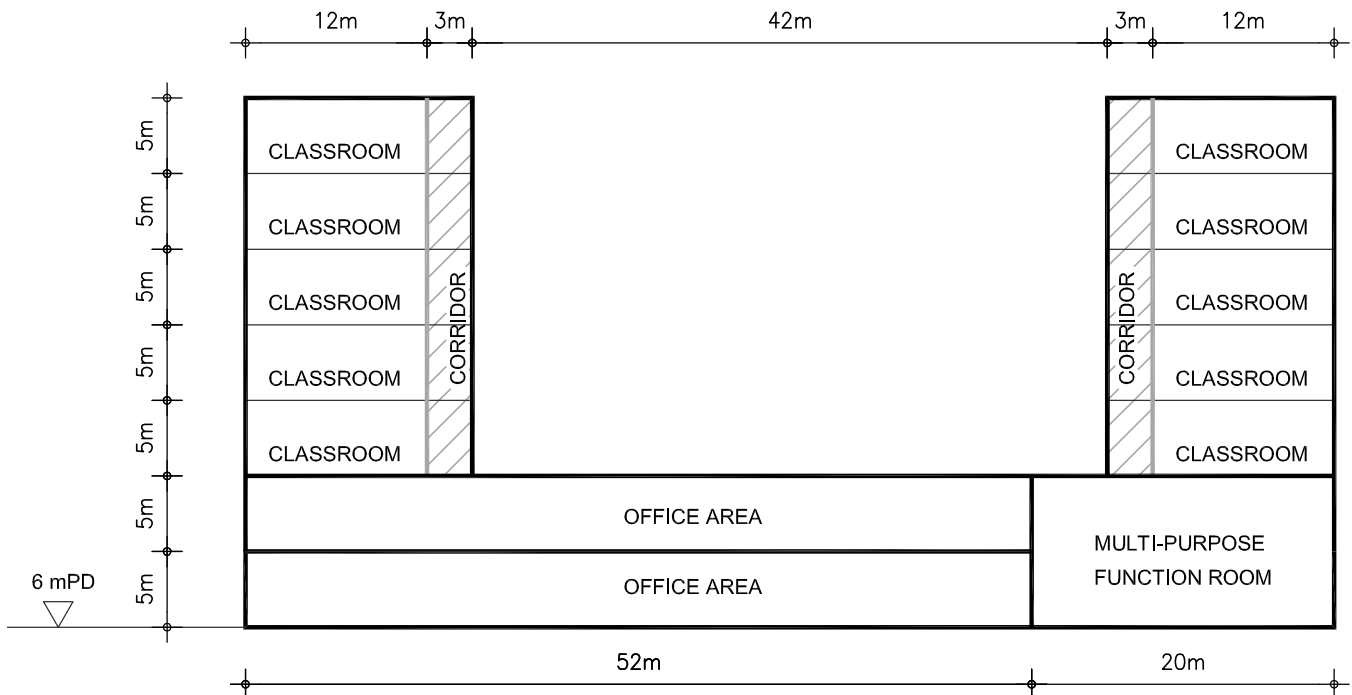 12m 3m 42m 3m 12m
5m CLASSROOM CLASSROOM
5m CLASSROOM CLASSROOM
5m CLASSROOM CORRIDOR CORRIDOR CLASSROOM
5m CLASSROOM CLASSROOM
5m CLASSROOM CLASSROOM
5m OFFICE AREA
MULTI-PURPOSE
FUNCTION ROOM
6 mPD 5m OFFICE AREA
52m 20m